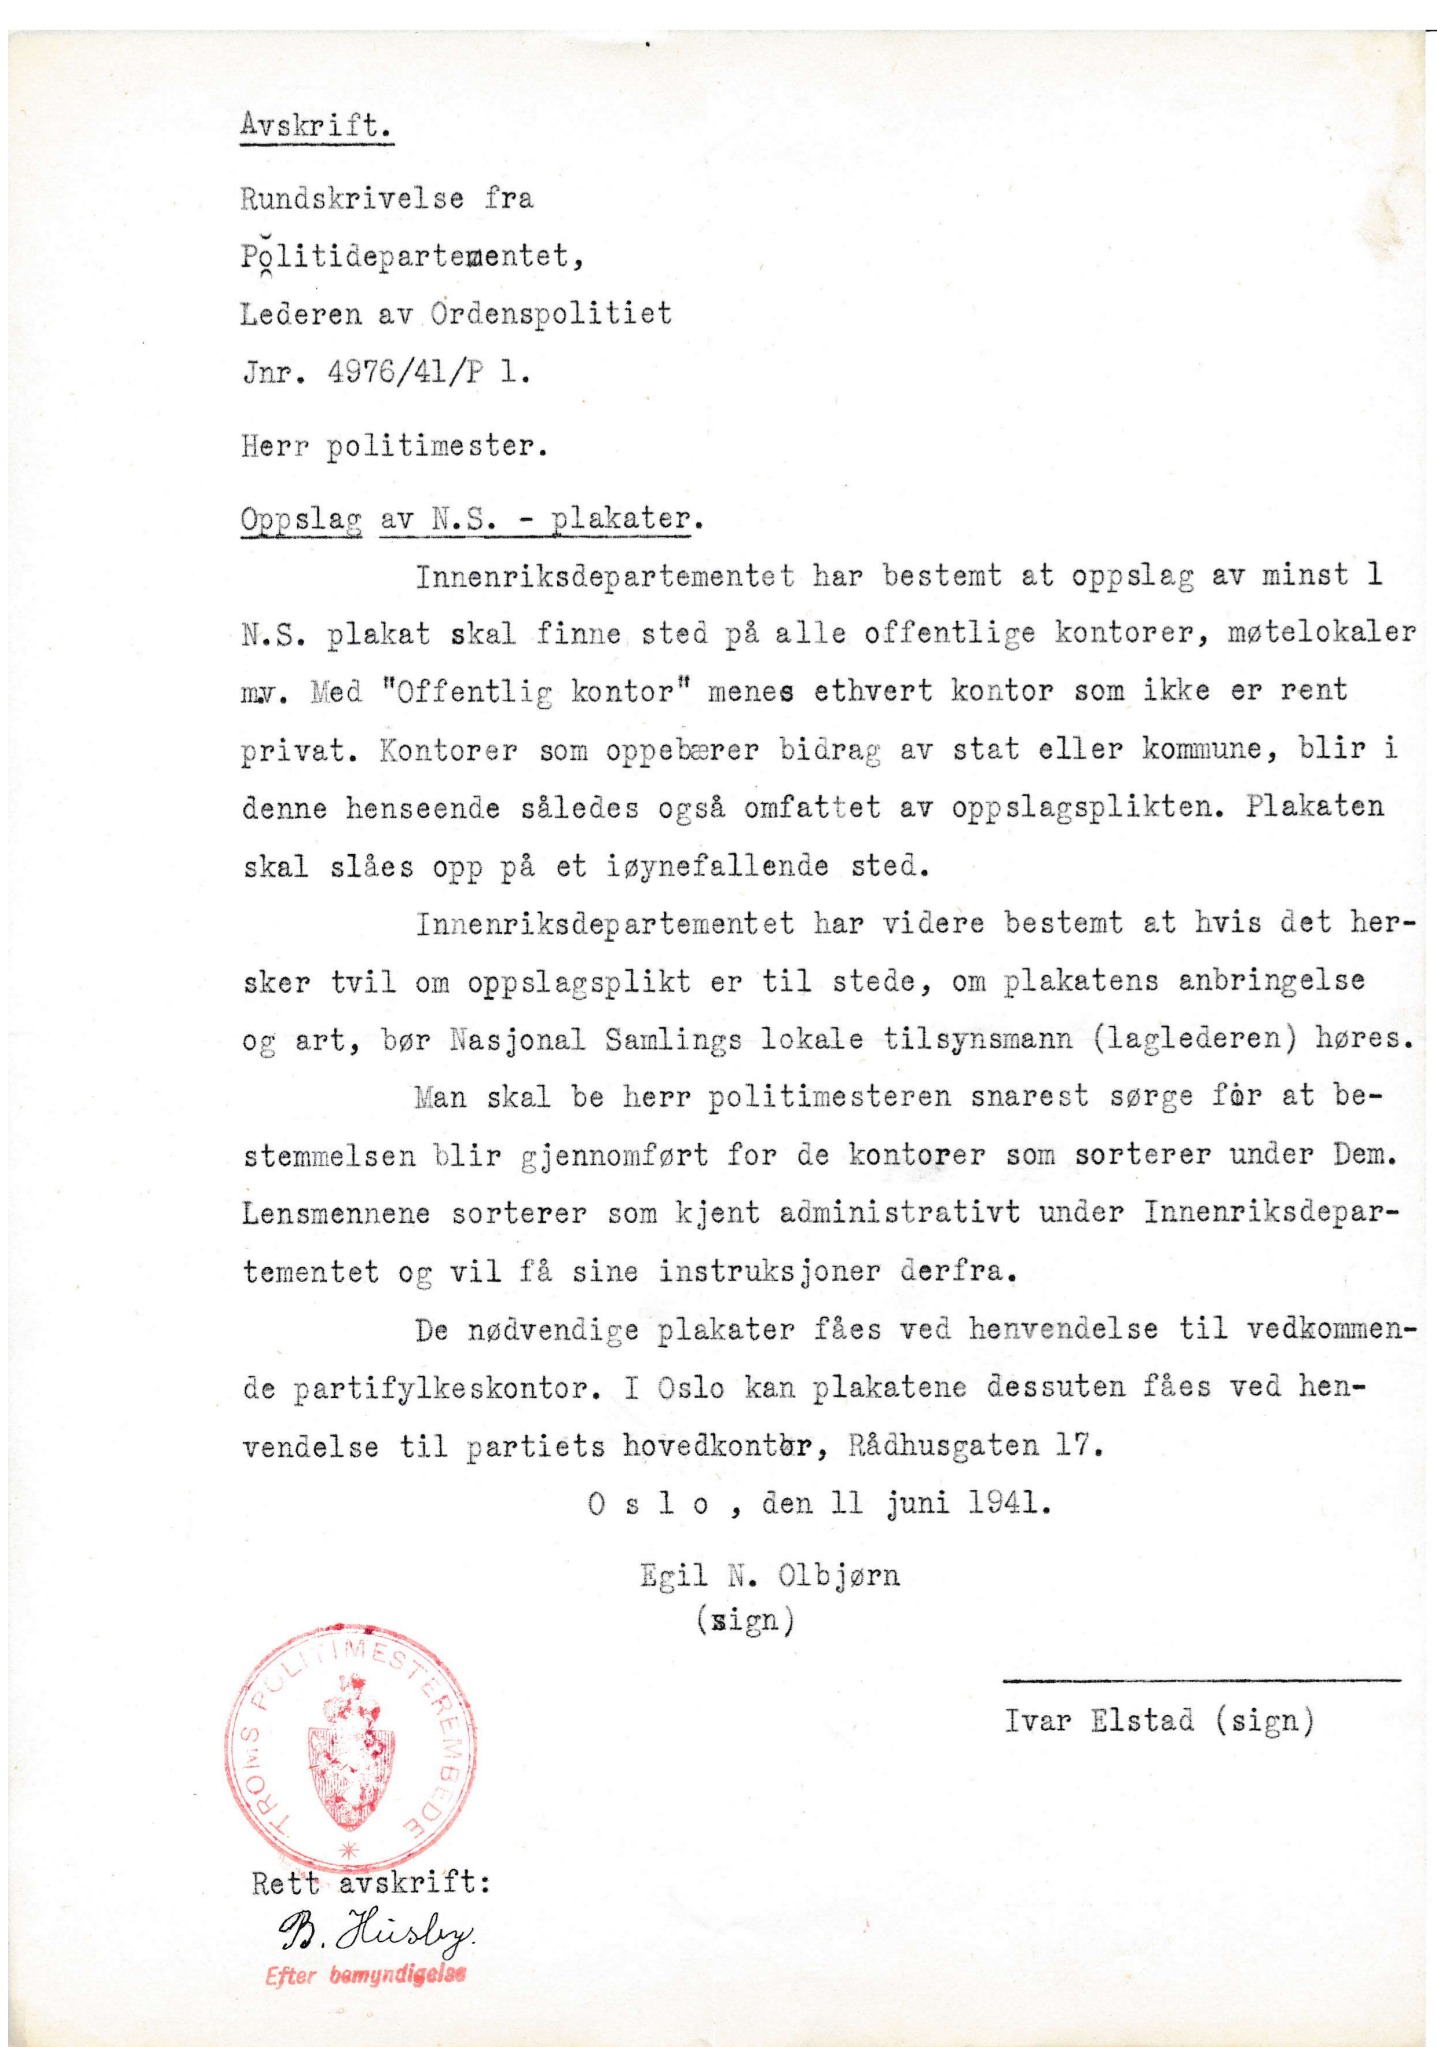 Avskrift.
Rundskrivelse fra
Politidepartementet,
Lederen av Ordenspolitiet
Jnr. 4976/41/P 1.
Herr politimester.
Oppslag av N.S. - plakater.
Innenriksdepartementet har bestemt at oppslag av minst 1
N.S. plakat skal finne sted på alle offentlige kontorer, møtelokaler
m.v. Med "Offentlig kontor" menes ethvert kontor som ikke er rent
privat. Kontorer som oppebærer bidrag av stat eller kommune, blir i
denne henseende således også omfattet av oppslagsplikten. Plakaten
skal slåes opp på et iøynefallende sted.
Innenriksdepartementet har videre bestemt at hvis det her-
sker tvil om oppslagsplikt er til stede, om plakatens anbringelse
og art, bør Nasjonal Samlings lokale tilsynsmann (laglederen) høres.
Man skal be herr politimesteren snarest sørge for at be-
stemmelsen blir gjennomført for de kontorer som sorterer under Dem.
Lensmennene sorterer som kjent administrativt under Innenriksdepar-
tementet og vil få sine instruksjoner derfra.
De nødvendige plakater fåes ved henvendelse til vedkommen-
de partifylkeskontor. I Oslo kan plakatene dessuten fåes ved hen-
vendelse til partiets hovedkontor, Rådhusgaten 17.
O s l o , den 11 juni 1941.
Egil N. Olbjørn
(sign)
Ivar Elstad (sign)
TROMS POLITIMESTEREMBEDE
Rett avskrift:
B. Husby.
Efter bemyndigelse